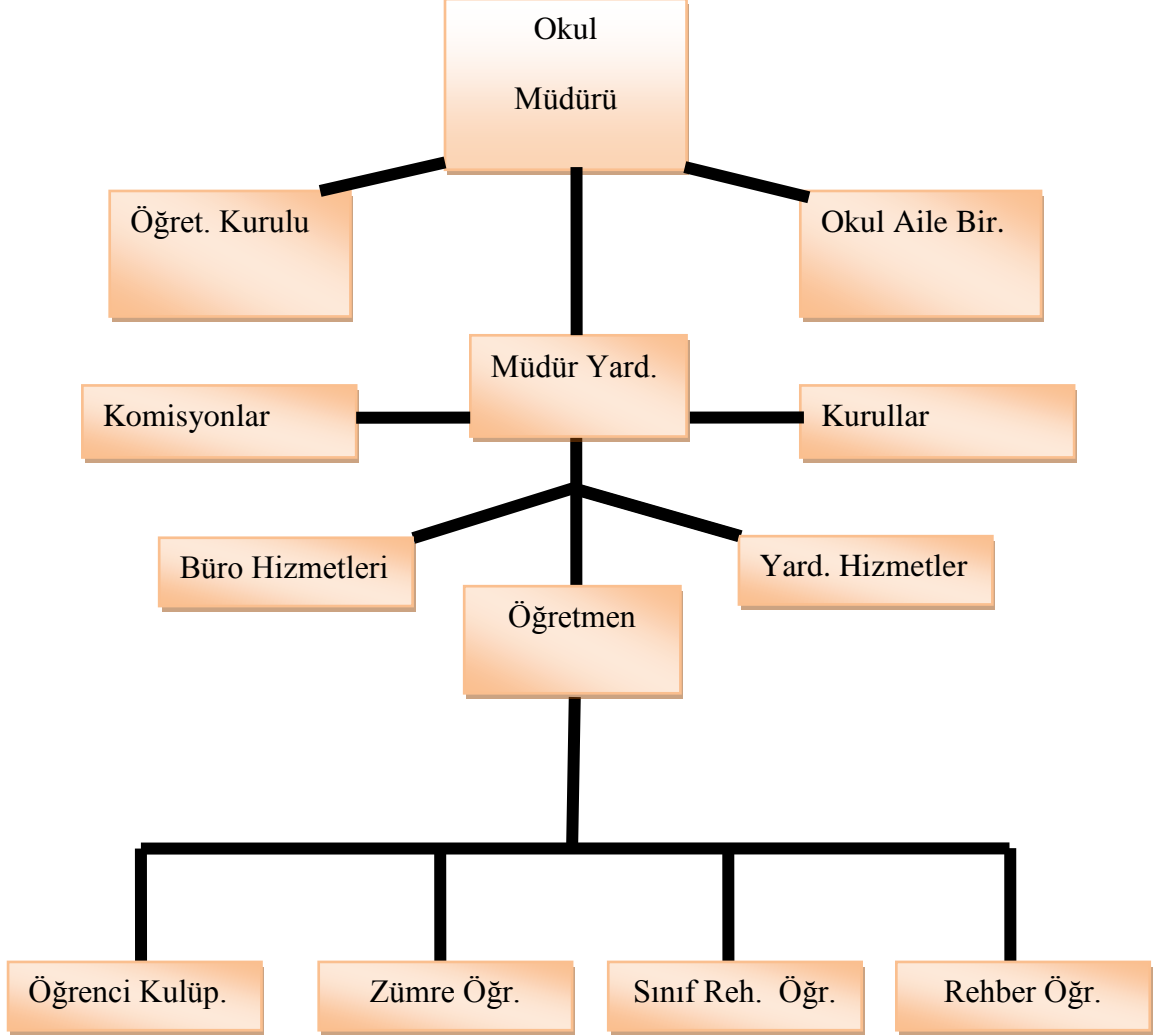 Okul
Müdürü
Öğret. Kurulu
Okul Aile Bir.
Müdür Yard.
Komisyonlar
Kurullar
Büro Hizmetleri
Yard. Hizmetler
Öğretmen
Öğrenci Kulüp.
Zümre Öğr.
Sınıf Reh. Öğr.
Rehber Öğr.